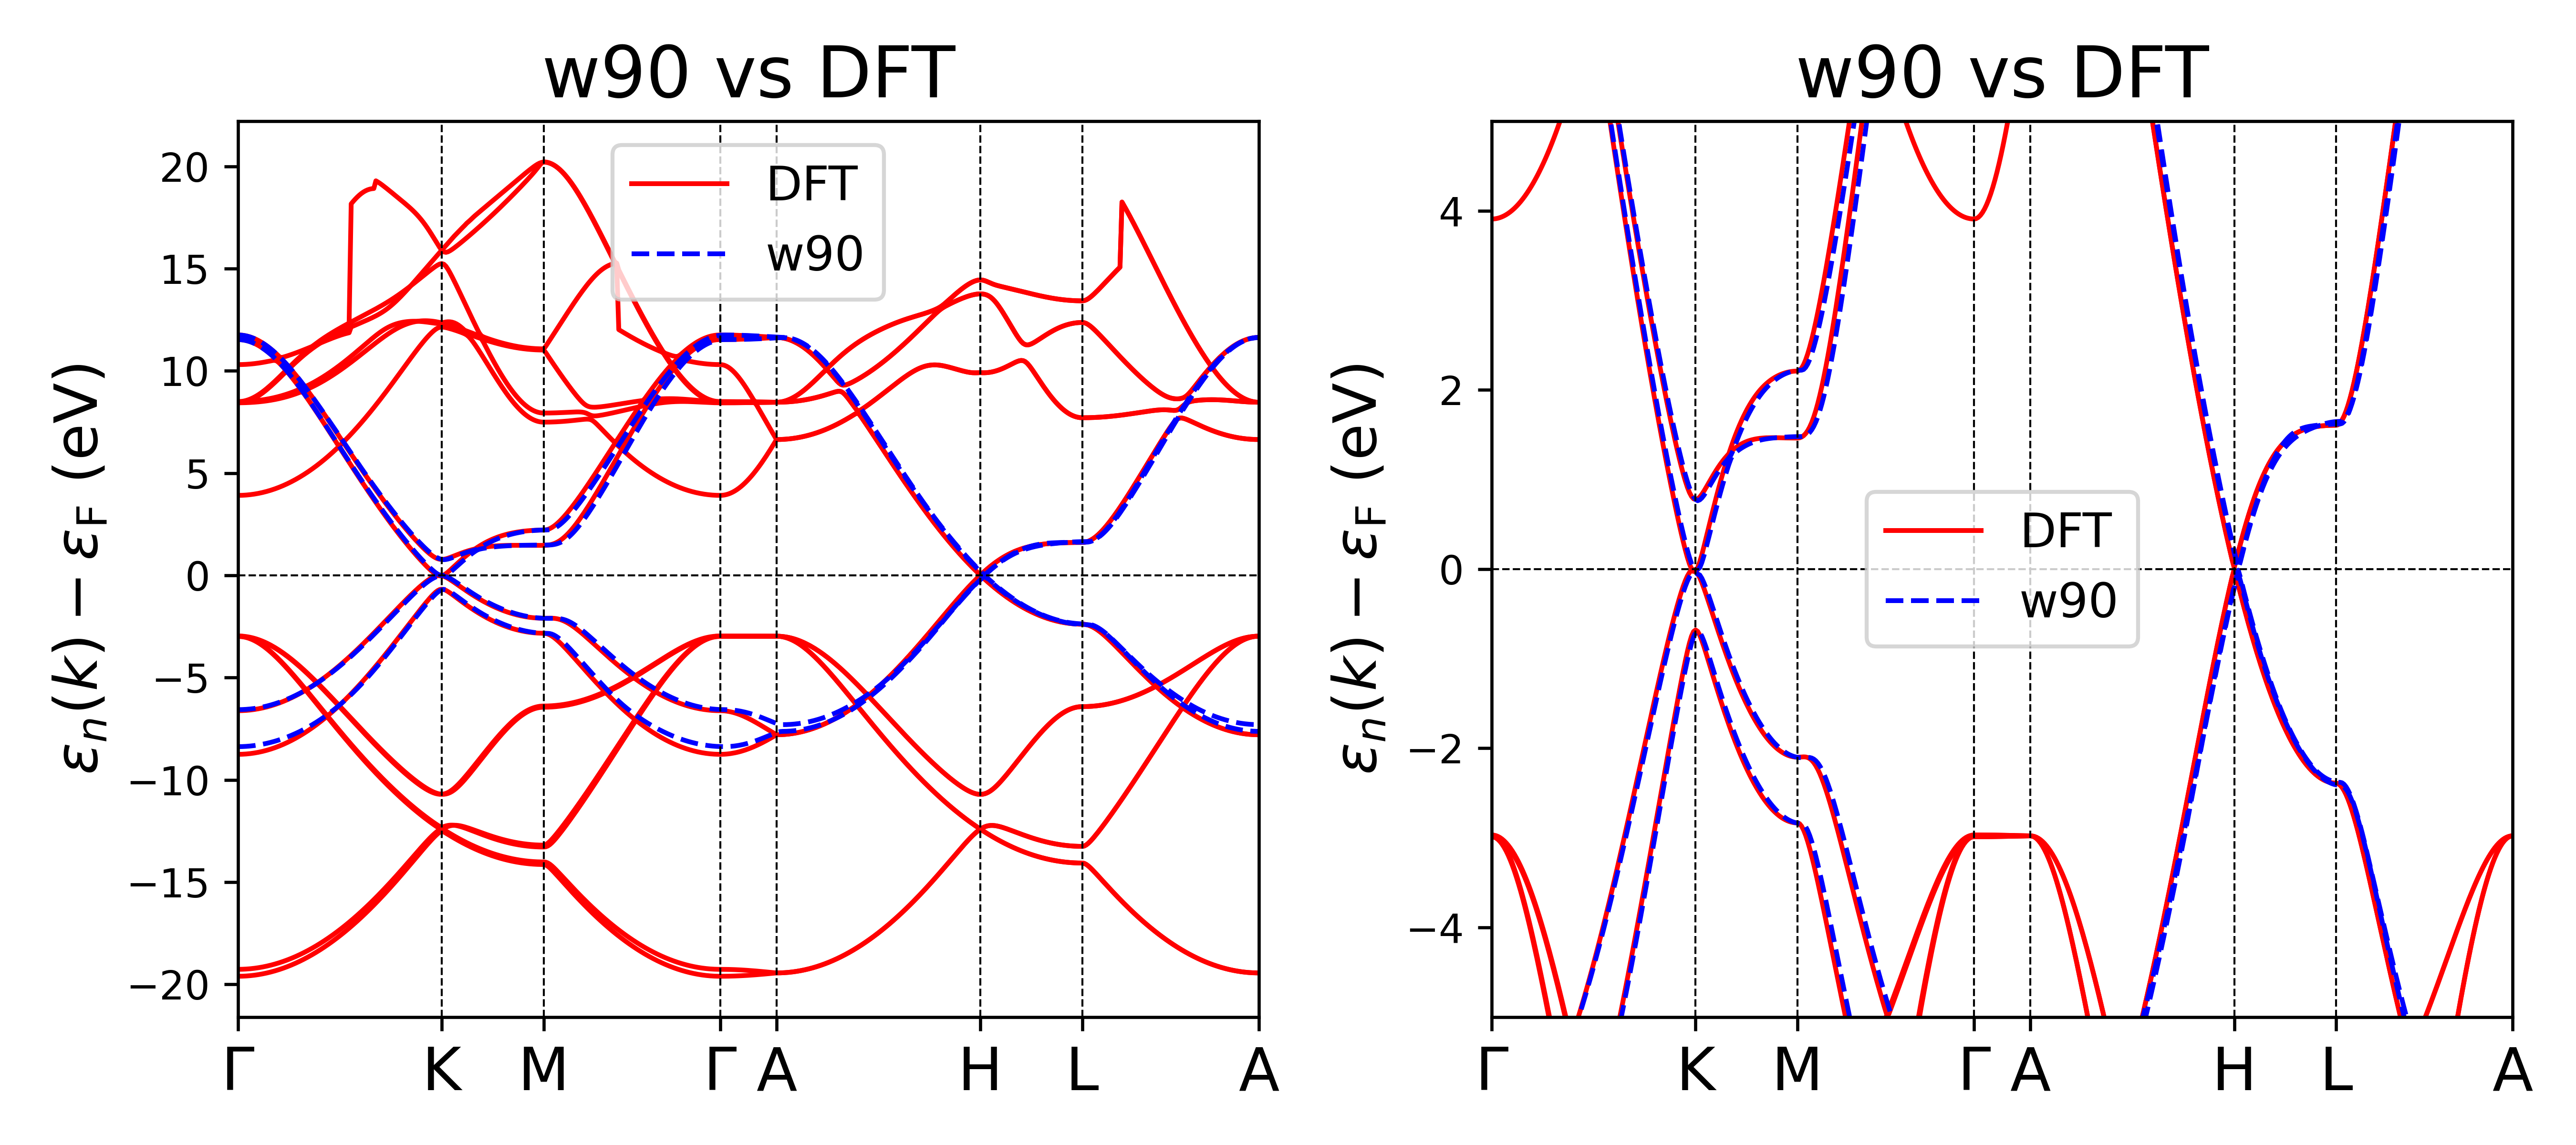 w90 vs DFT
εn(k) − εF (eV)
20
15
10
5
0
−5
−10
−15
−20
DFT
w90
Γ K M Γ A H L A
w90 vs DFT
εn(k) − εF (eV)
4
2
0
−2
−4
DFT
w90
Γ K M Γ A H L A